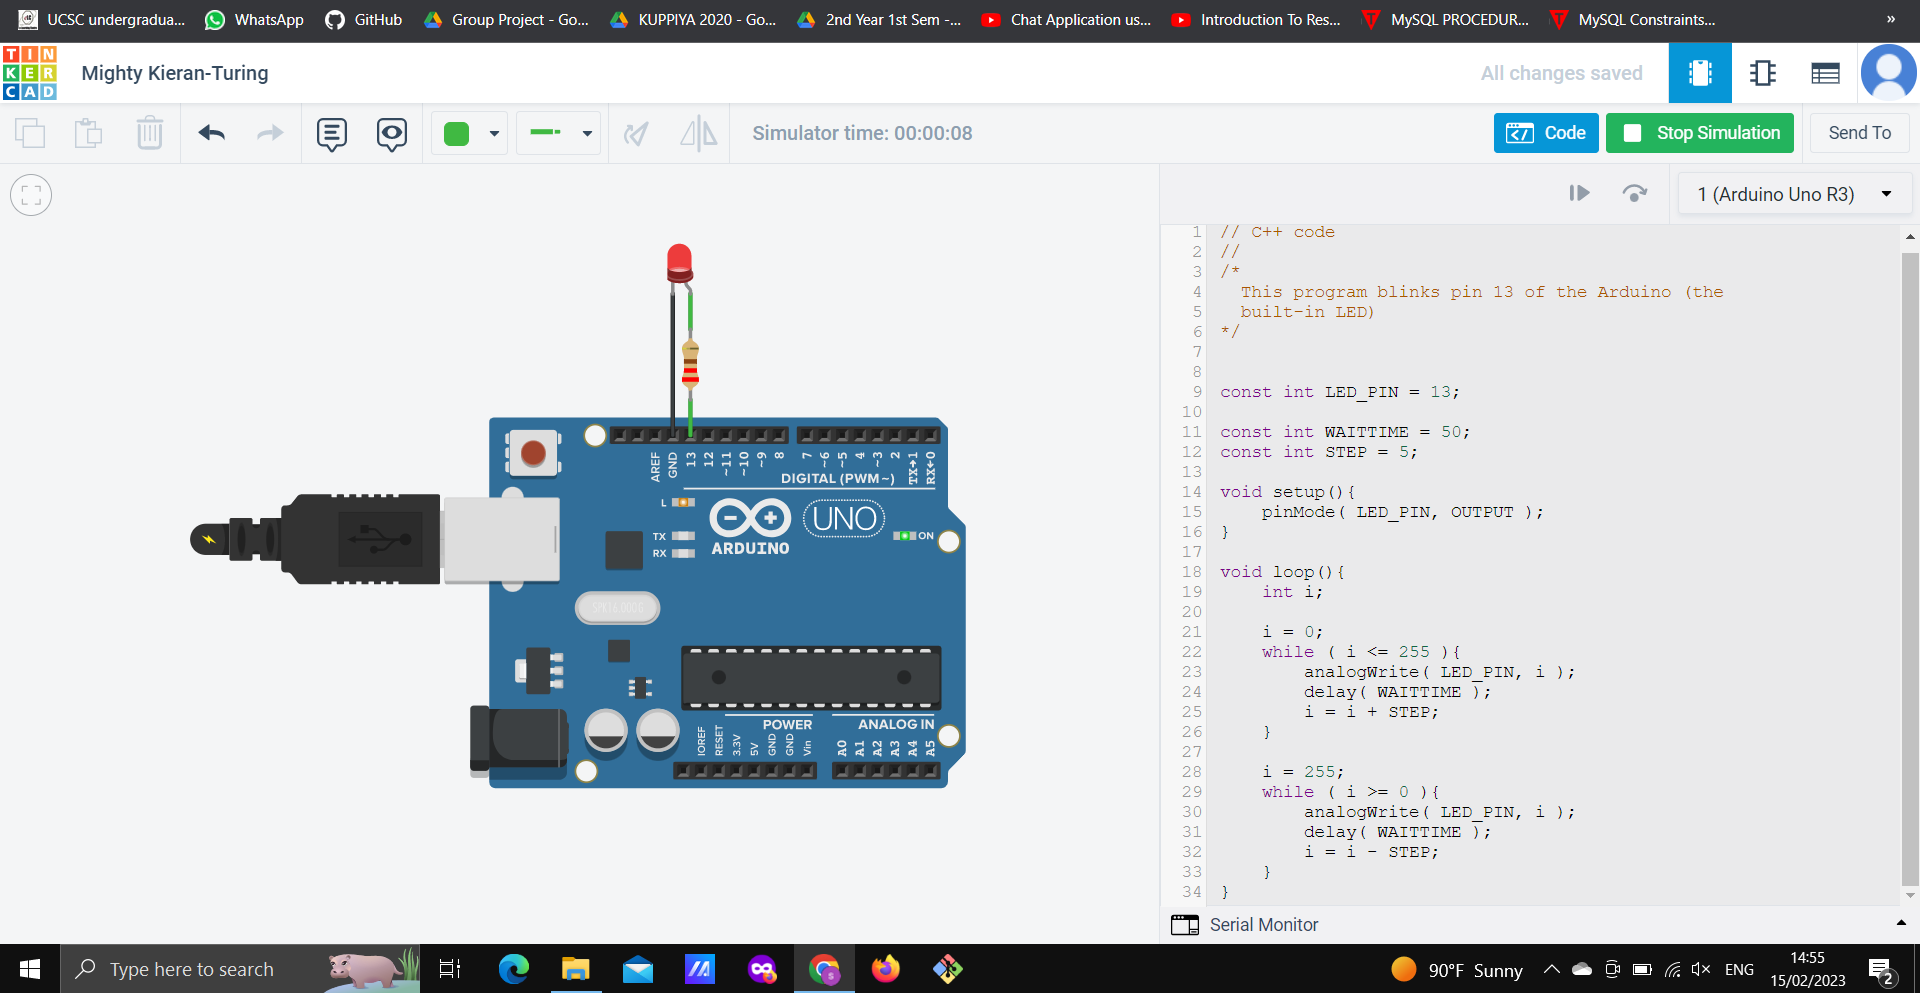 UCSC undergradua... WhatsApp GitHub Group Project - Go... KUPPIYA 2020 - Go... 2nd Year 1st Sem -... Chat Application us... Introduction To Res... MySQL PROCEDUR... MySQL Constraints... »
TIN
KER
CAD
Mighty Kieran-Turing
All changes saved
Simulator time: 00:00:08
Code
Stop Simulation
Send To
1 (Arduino Uno R3)
AREF GND 13 12 ~11 ~10 ~9 8 7 ~6 ~5 4 ~3 2 TX→1 RX←0
DIGITAL (PWM~)
L
TX
RX
ARDUINO
UNO
ON
SPK16.000G
POWER
ANALOG IN
IOREF RESET 3.3V 5V GND GND Vin A0 A1 A2 A3 A4 A5
1 // C++ code
2 //
3 /*
4 This program blinks pin 13 of the Arduino (the
5 built-in LED)
6 */
7
8
9 const int LED_PIN = 13;
10
11 const int WAITTIME = 50;
12 const int STEP = 5;
13
14 void setup(){
15 pinMode( LED_PIN, OUTPUT );
16 }
17
18 void loop(){
19 int i;
20
21 i = 0;
22 while ( i <= 255 ){
23 analogWrite( LED_PIN, i );
24 delay( WAITTIME );
25 i = i + STEP;
26 }
27
28 i = 255;
29 while ( i >= 0 ){
30 analogWrite( LED_PIN, i );
31 delay( WAITTIME );
32 i = i - STEP;
33 }
34 }
Serial Monitor
Type here to search
90°F Sunny
ENG
14:55
15/02/2023
2